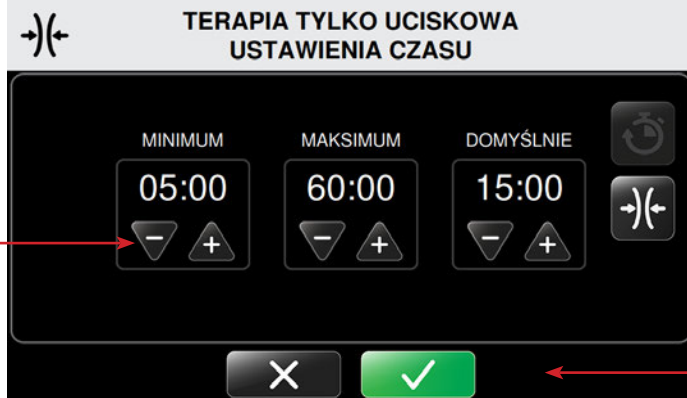 TERAPIA TYLKO UCISKOWA
USTAWIENIA CZASU
MINIMUM MAKSIMUM DOMYŚLNIE
05:00 60:00 15:00
- + - + - +